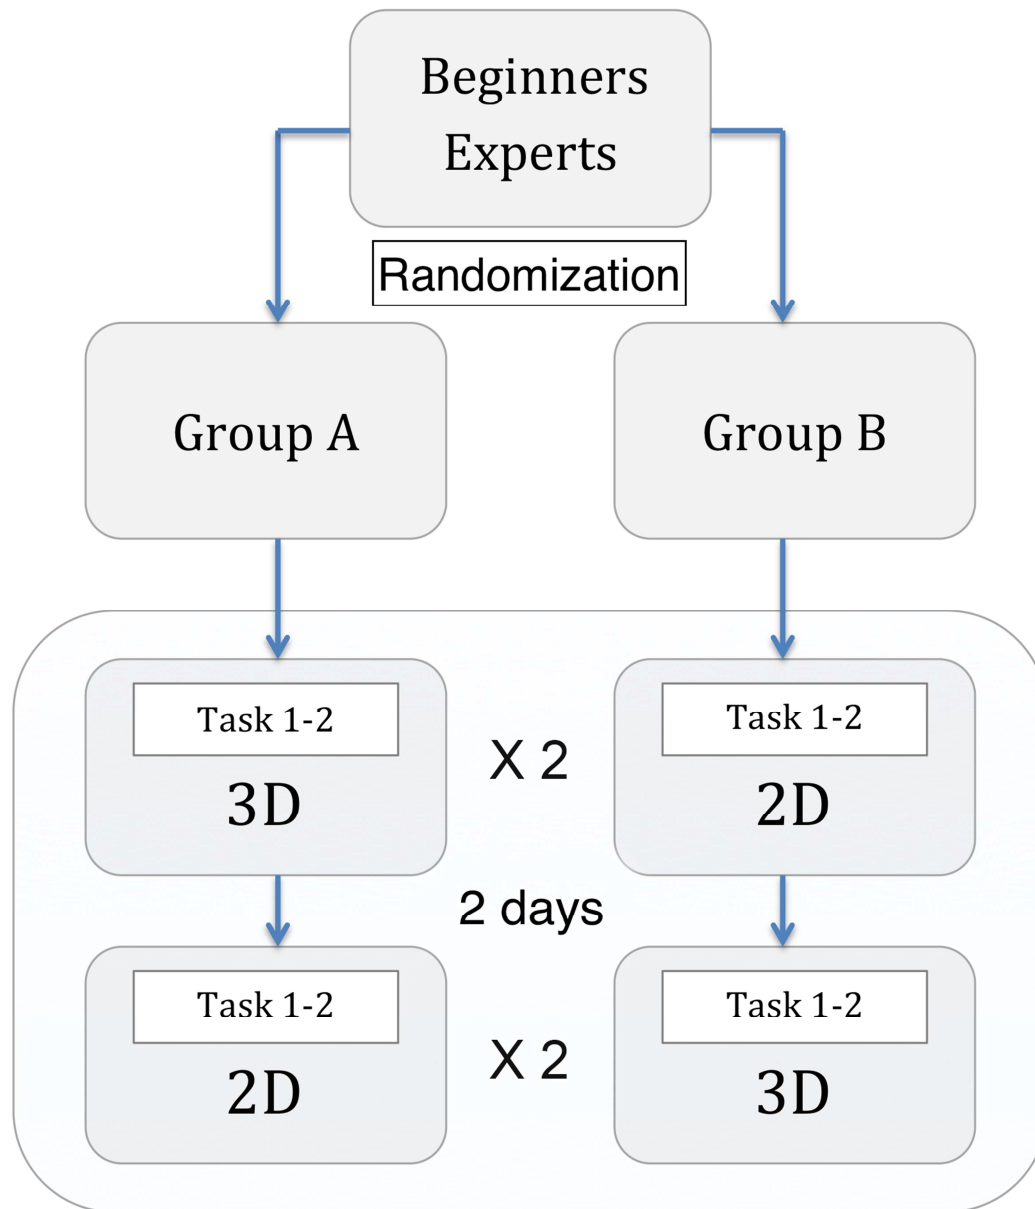 Beginners
Experts
Randomization
Group A
Group B
Task 1-2
3D
X 2
Task 1-2
2D
2 days
Task 1-2
2D
X 2
Task 1-2
3D